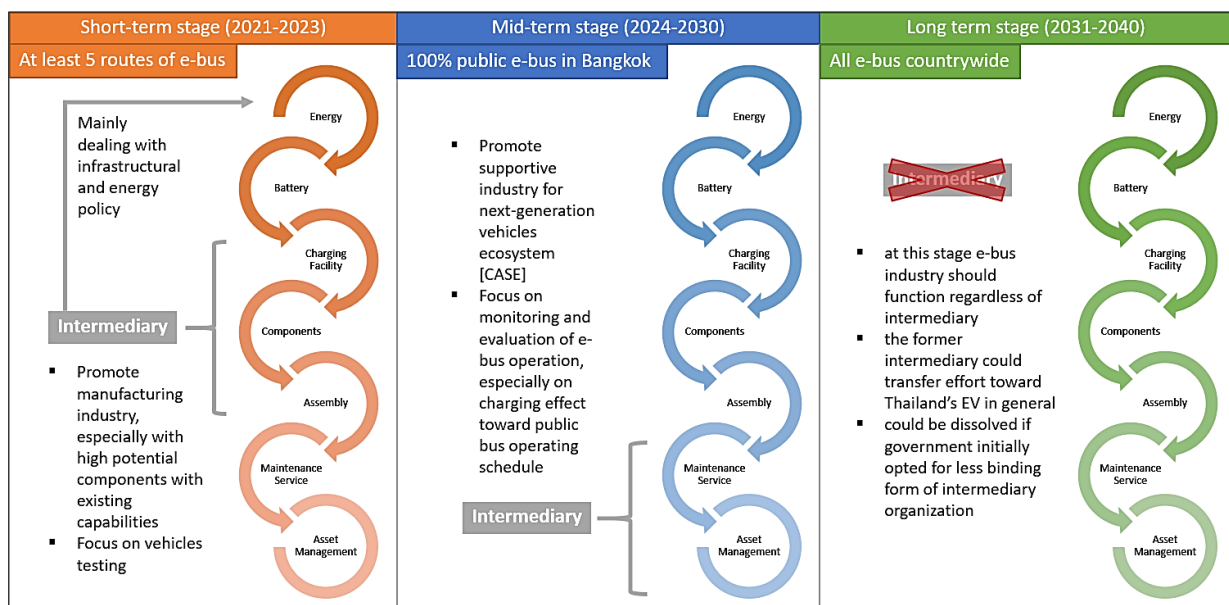 Short-term stage (2021-2023)
At least 5 routes of e-bus
Mainly
dealing with
infrastructural
and energy
policy
Intermediary
▪ Promote
manufacturing
industry,
especially with
high potential
components with
existing
capabilities
▪ Focus on vehicles
testing
Energy
Battery
Charging
Facility
Components
Assembly
Maintenance
Service
Asset
Management
Mid-term stage (2024-2030)
100% public e-bus in Bangkok
▪ Promote
supportive
industry for
next-generation
vehicles
ecosystem
[CASE]
▪ Focus on
monitoring and
evaluation of e-
bus operation,
especially on
charging effect
toward public
bus operating
schedule
Intermediary
Energy
Battery
Charging
Facility
Components
Assembly
Maintenance
Service
Asset
Management
Long term stage (2031-2040)
All e-bus countrywide
Intermediary
▪ at this stage e-bus
industry should
function regardless of
intermediary
▪ the former
intermediary could
transfer effort toward
Thailand's EV in general
▪ could be dissolved if
government initially
opted for less binding
form of intermediary
organization
Energy
Battery
Charging
Facility
Components
Assembly
Maintenance
Service
Asset
Management